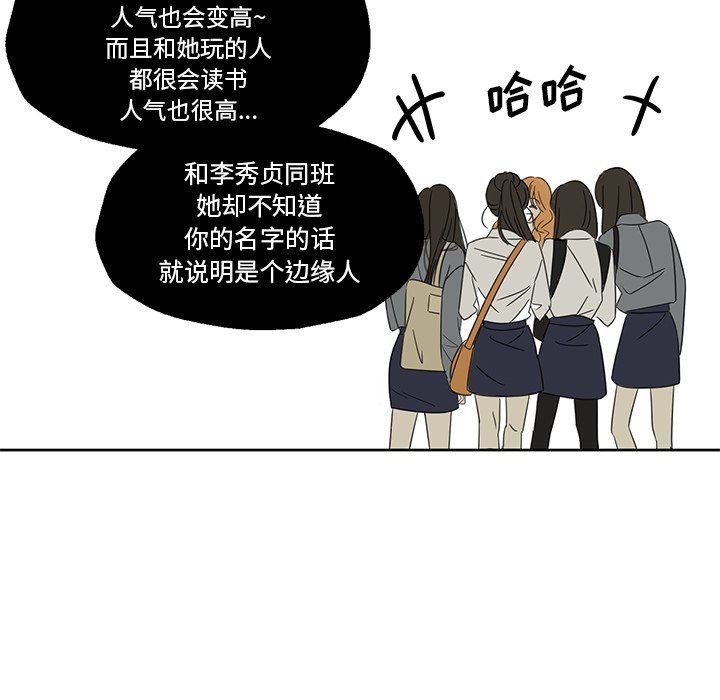 人气也会变高~
而且和她玩的人
都很会读书
人气也很高...
哈哈
和李秀贞同班
她却不知道
你的名字的话
就说明是个边缘人